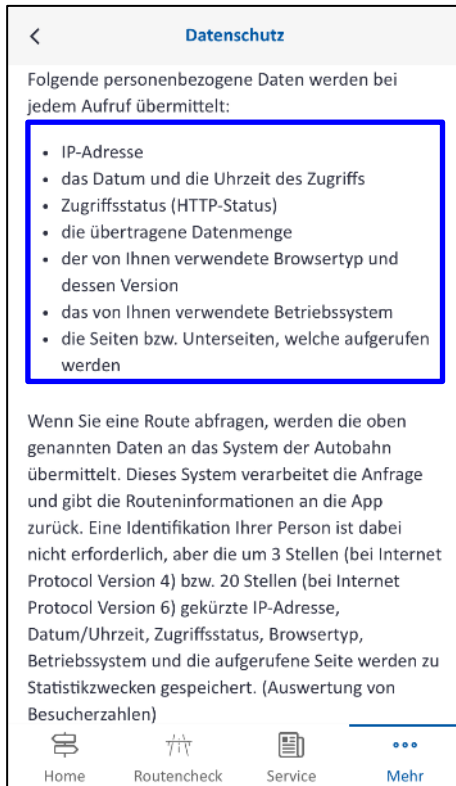 Datenschutz
Folgende personenbezogene Daten werden bei
jedem Aufruf übermittelt:
• IP-Adresse
• das Datum und die Uhrzeit des Zugriffs
• Zugriffsstatus (HTTP-Status)
• die übertragene Datenmenge
• der von Ihnen verwendete Browsertyp und
dessen Version
• das von Ihnen verwendete Betriebssystem
• die Seiten bzw. Unterseiten, welche aufgerufen
werden
Wenn Sie eine Route abfragen, werden die oben
genannten Daten an das System der Autobahn
übermittelt. Dieses System verarbeitet die Anfrage
und gibt die Routeninformationen an die App
zurück. Eine Identifikation Ihrer Person ist dabei
nicht erforderlich, aber die um 3 Stellen (bei Internet
Protocol Version 4) bzw. 20 Stellen (bei Internet
Protocol Version 6) gekürzte IP-Adresse,
Datum/Uhrzeit, Zugriffsstatus, Browsertyp,
Betriebssystem und die aufgerufene Seite werden zu
Statistikzwecken gespeichert. (Auswertung von
Besucherzahlen)
Home Routencheck Service Mehr